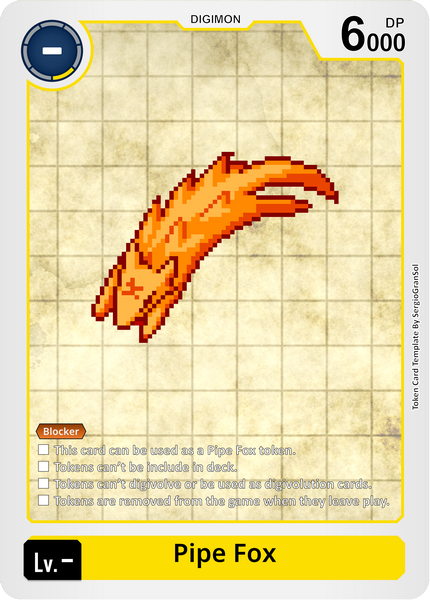 DIGIMON
DP
6000
-
Blocker
This card can be used as a Pipe Fox token.
Tokens can't be include in deck.
Tokens can't digivolve or be used as digivolution cards.
Tokens are removed from the game when they leave play.
Token Card Template By SergioGranSol
Lv.-
Pipe Fox